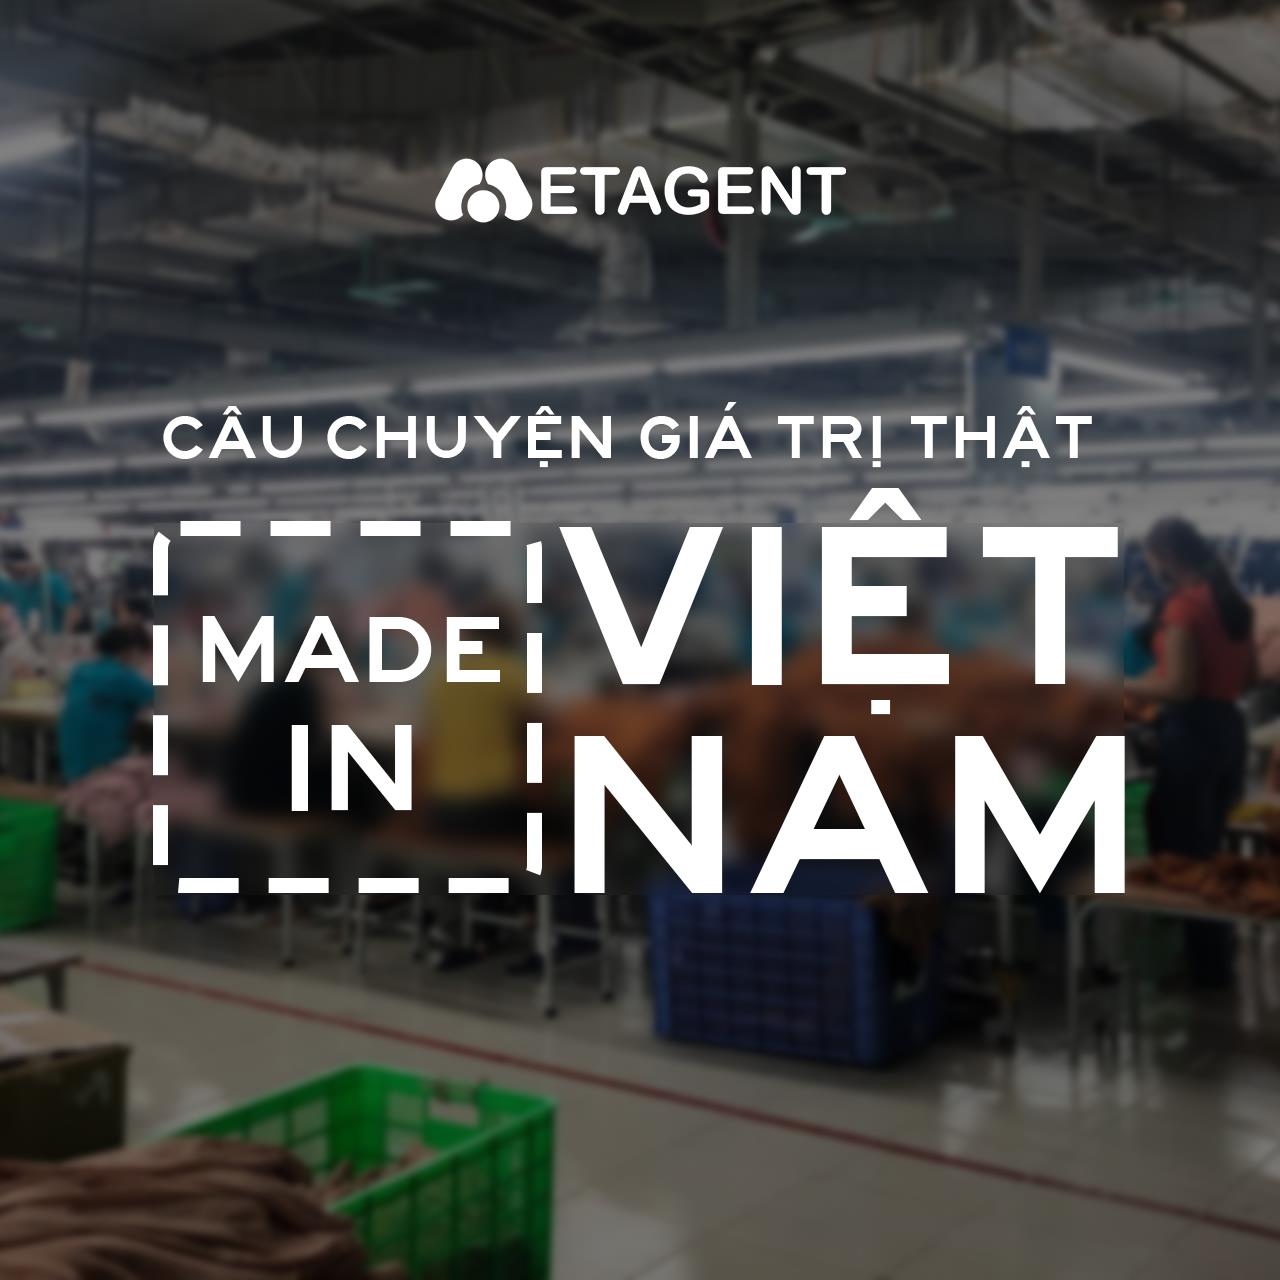 METAGENT
CÂU CHUYỆN GIÁ TRỊ THẬT
MADE
IN
VIỆT
NAM